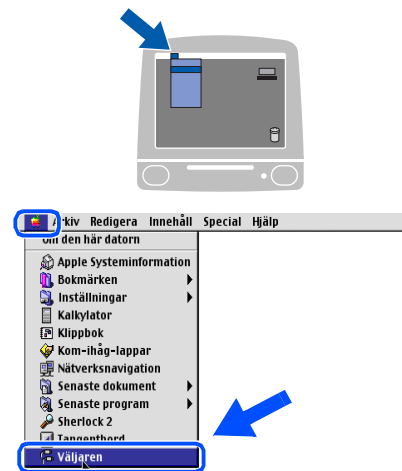 Arkiv Redigera Innehåll Special Hjälp
Om den här datorn
Apple Systeminformation
Bokmärken
Inställningar
Kalkylator
Klippbok
Kom-ihåg-lappar
Nätverksnavigation
Senaste dokument
Senaste program
Sherlock 2
Tangentbord
Väljaren